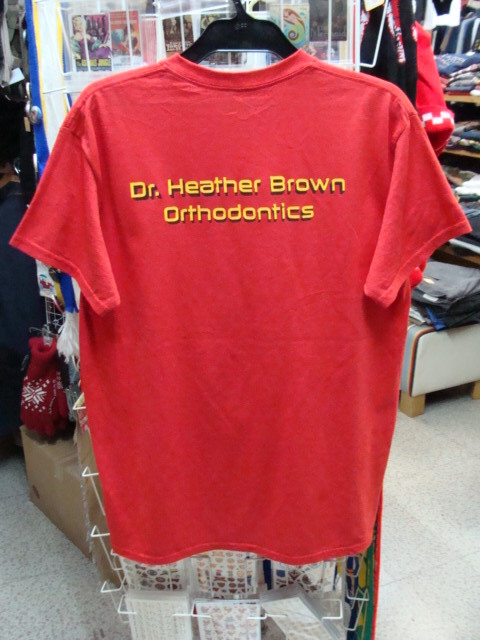 Dr. Heather Brown
Orthodontics